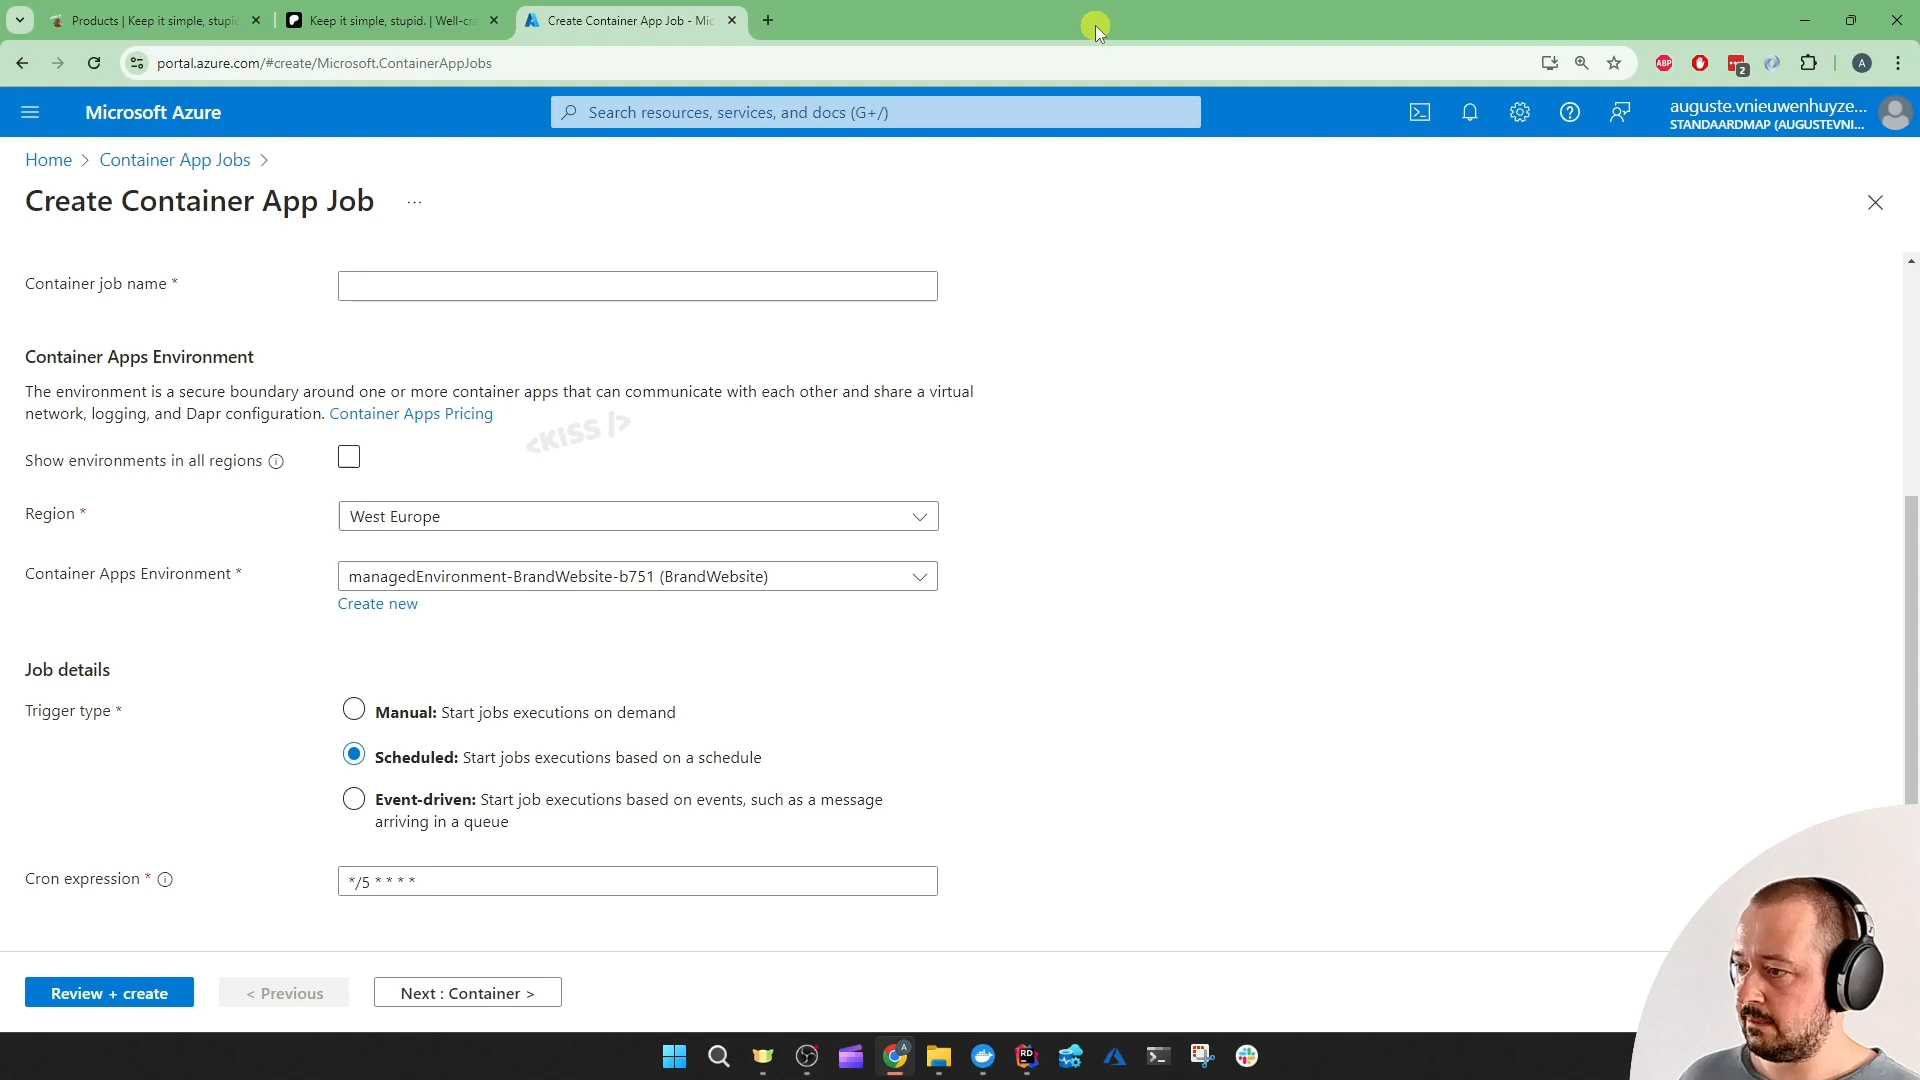 Products | Keep it simple, stupi
Keep it simple, stupid. | Well-cr
Create Container App Job - Mic
portal.azure.com/#create/Microsoft.ContainerAppJobs
ABP
2
A
Microsoft Azure
Search resources, services, and docs (G+/)
auguste.vnieuwenhuyze...
STANDAARDMAP (AUGUSTEVNI...
Home > Container App Jobs >
Create Container App Job ...
Container job name *
Container Apps Environment
The environment is a secure boundary around one or more container apps that can communicate with each other and share a virtual
network, logging, and Dapr configuration. Container Apps Pricing
<KISS />
Show environments in all regions
Region *
West Europe
Container Apps Environment *
managedEnvironment-BrandWebsite-b751 (BrandWebsite)
Create new
Job details
Trigger type *
Manual: Start jobs executions on demand
Scheduled: Start jobs executions based on a schedule
Event-driven: Start job executions based on events, such as a message
arriving in a queue
Cron expression *
*/5 * * * *
Review + create
< Previous
Next : Container >
A
RD